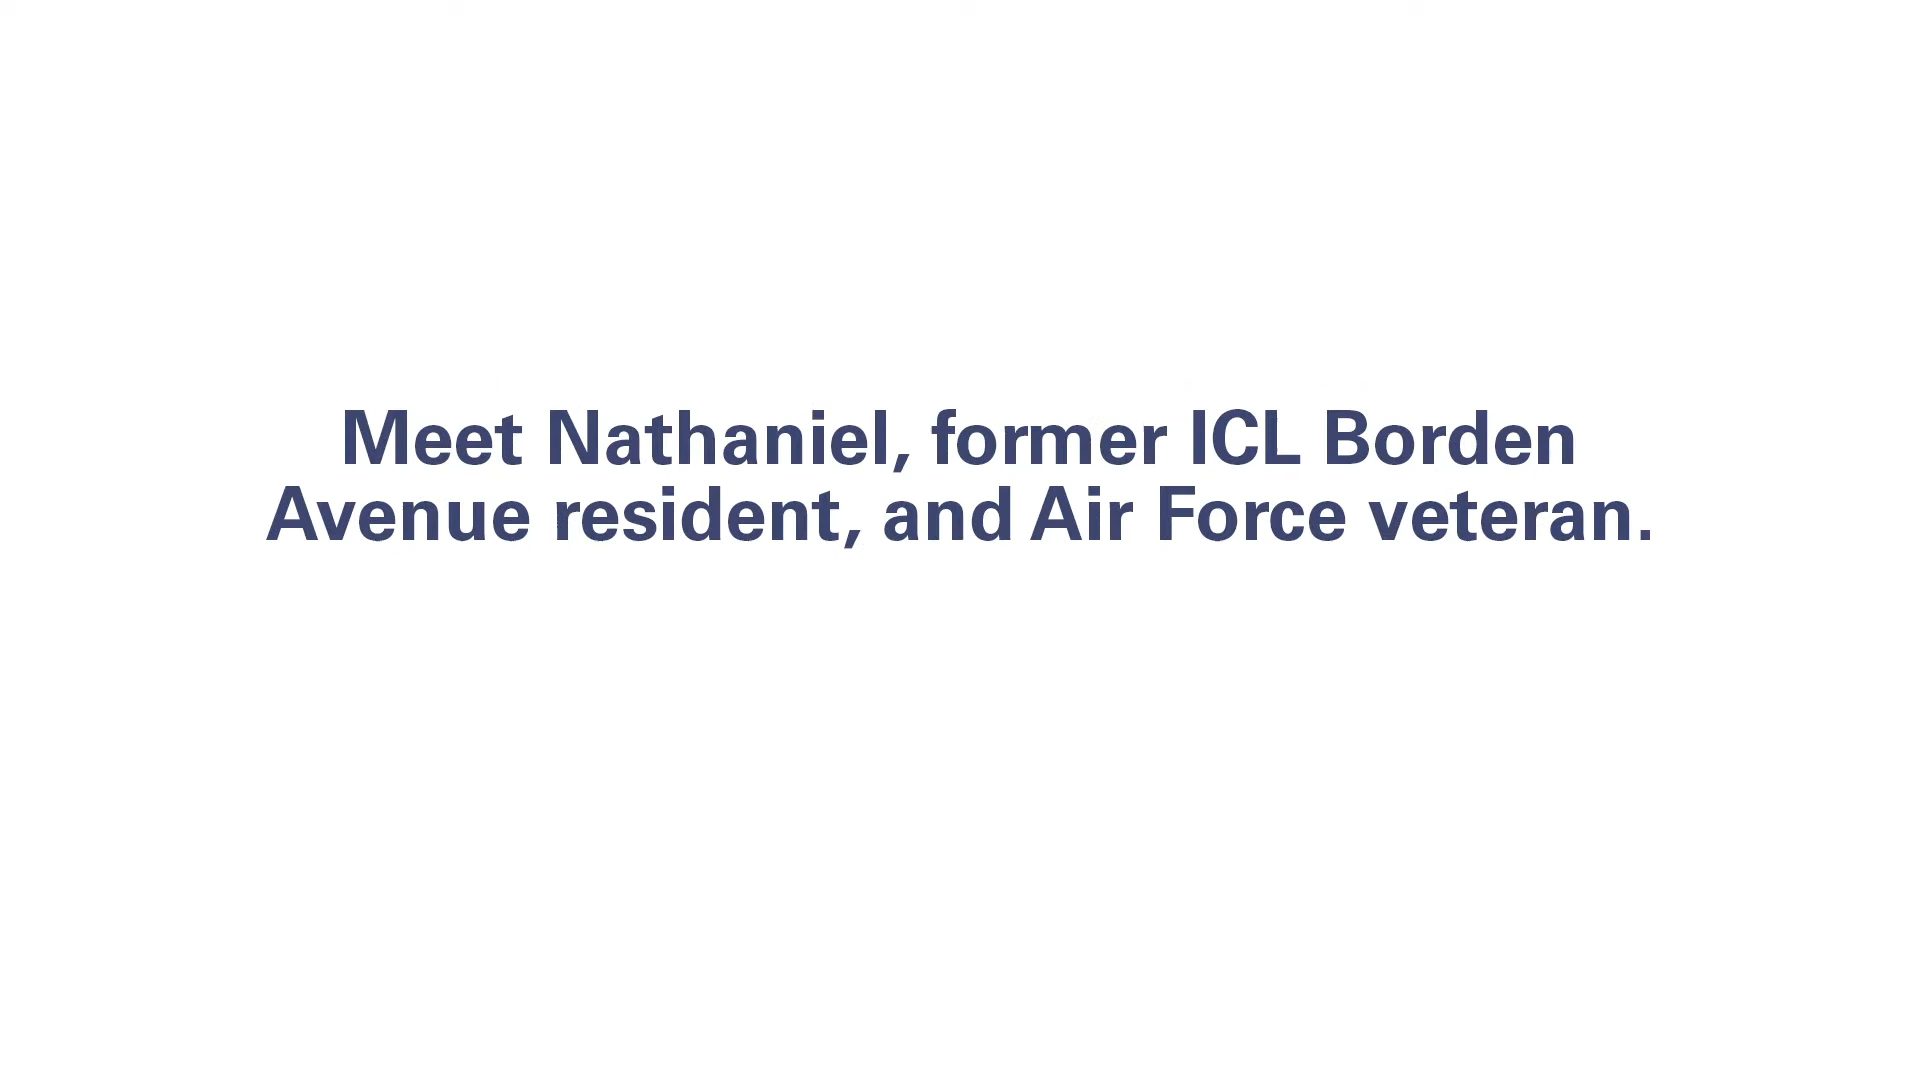 Meet Nathaniel, former ICL Borden
Avenue resident, and Air Force veteran.